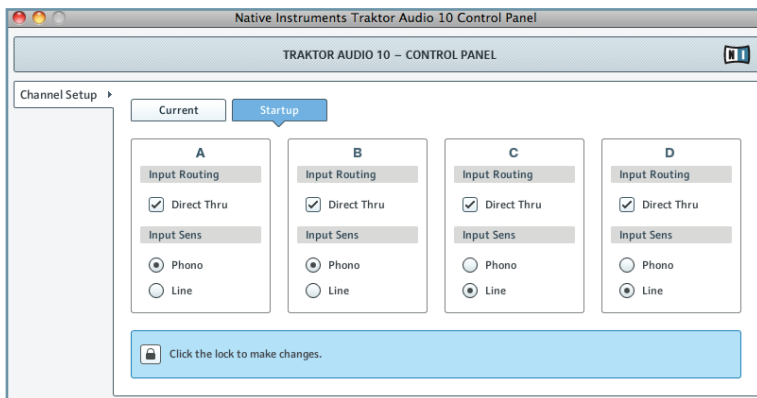 Native Instruments Traktor Audio 10 Control Panel
TRAKTOR AUDIO 10 – CONTROL PANEL
NI
Channel Setup
Current Startup
A B C D
Input Routing Input Routing Input Routing Input Routing
Direct Thru Direct Thru Direct Thru Direct Thru
Input Sens Input Sens Input Sens Input Sens
Phono Phono Phono Phono
Line Line Line Line
Click the lock to make changes.